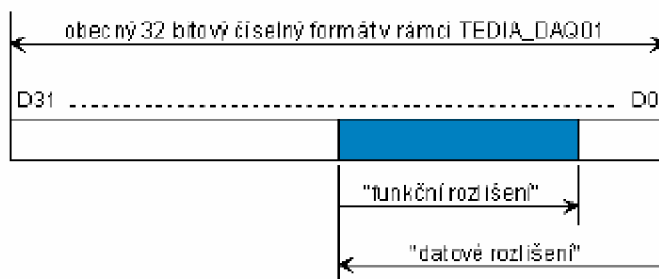 obecný 32 bitový číselný formát v rámci TEDIA_DAQ01
D31 ........................................................ D0
"funkční rozlišení"
"datové rozlišení"